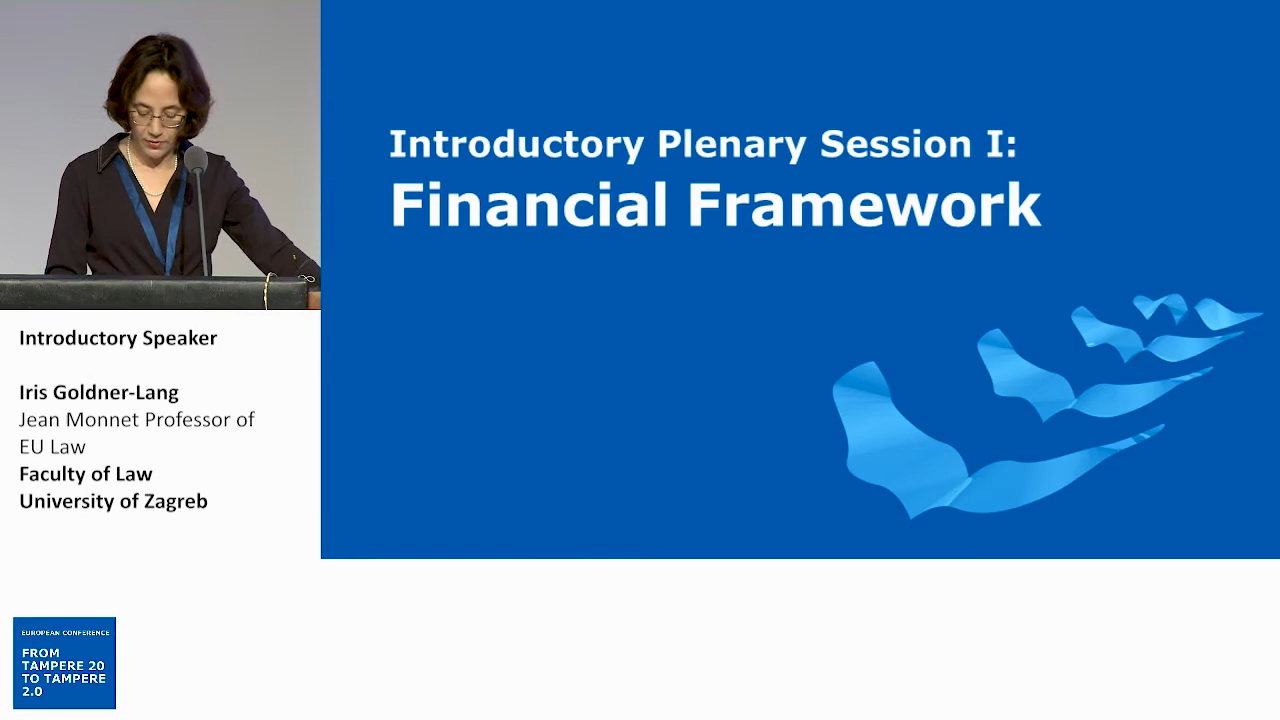 Introductory Plenary Session I:
Financial Framework
Introductory Speaker
Iris Goldner-Lang
Jean Monnet Professor of
EU Law
Faculty of Law
University of Zagreb
EUROPEAN CONFERENCE
FROM
TAMPERE 20
TO TAMPERE
2.0